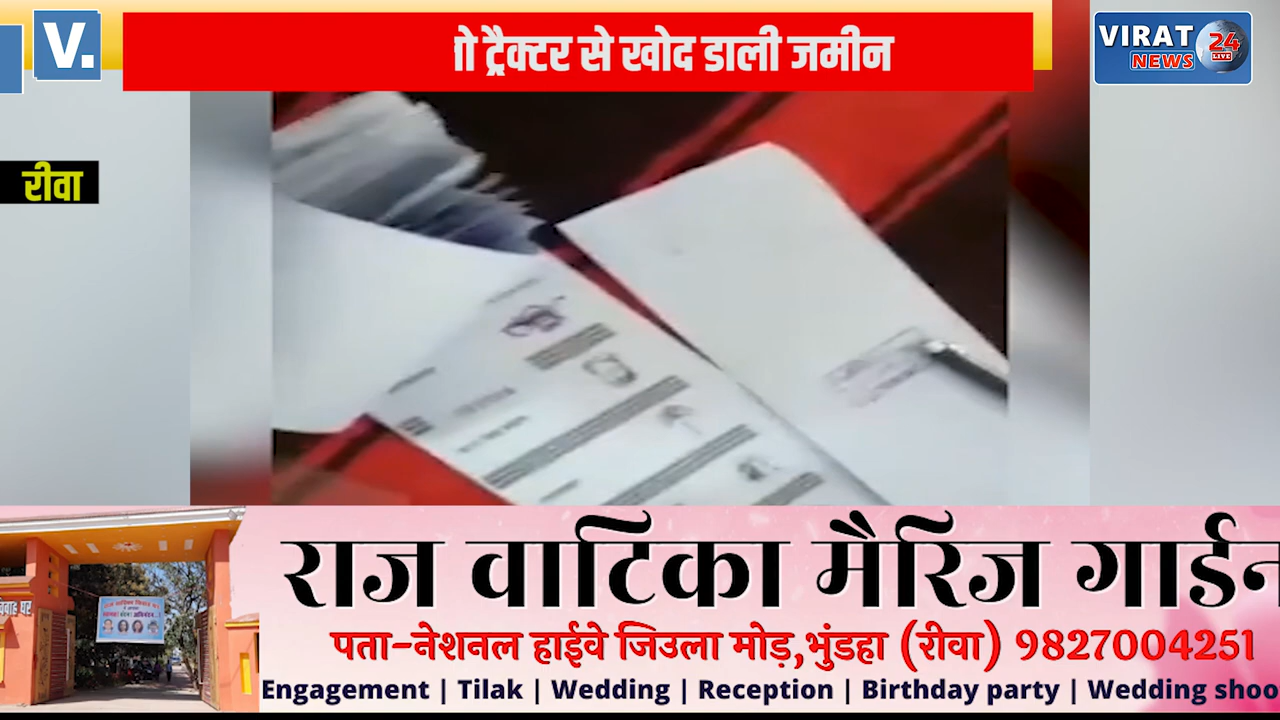 V.
ट्रैक्टर से खोद डाली जमीन
VIRAT
NEWS
24
LIVE
रीवा
राज वाटिका मैरिज गार्डन
पता-नेशनल हाईवे जिउला मोड़,भुंडहा (रीवा) 9827004251
Engagement | Tilak | Wedding | Reception | Birthday party | Wedding shoo